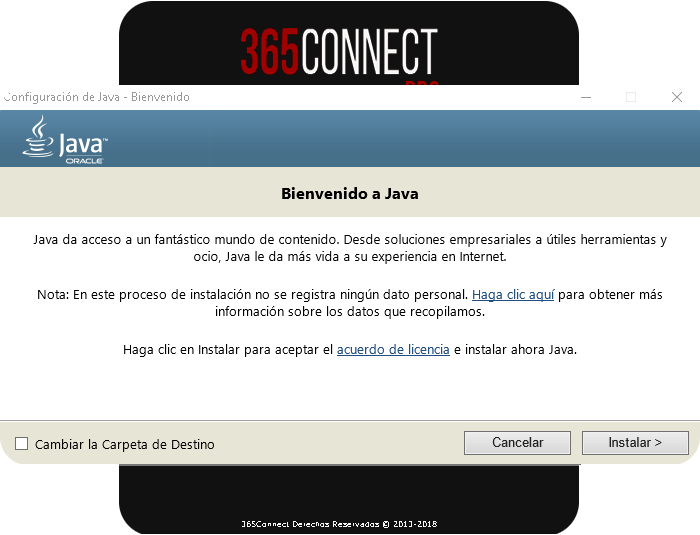 365CONNECT
Configuración de Java - Bienvenido
Java™
ORACLE
Bienvenido a Java
Java da acceso a un fantástico mundo de contenido. Desde soluciones empresariales a útiles herramientas y
ocio, Java le da más vida a su experiencia en Internet.
Nota: En este proceso de instalación no se registra ningún dato personal. Haga clic aquí para obtener más
información sobre los datos que recopilamos.
Haga clic en Instalar para aceptar el acuerdo de licencia e instalar ahora Java.
Cambiar la Carpeta de Destino
Cancelar
Instalar >
365Connect Derechos Reservados © 2013-2018